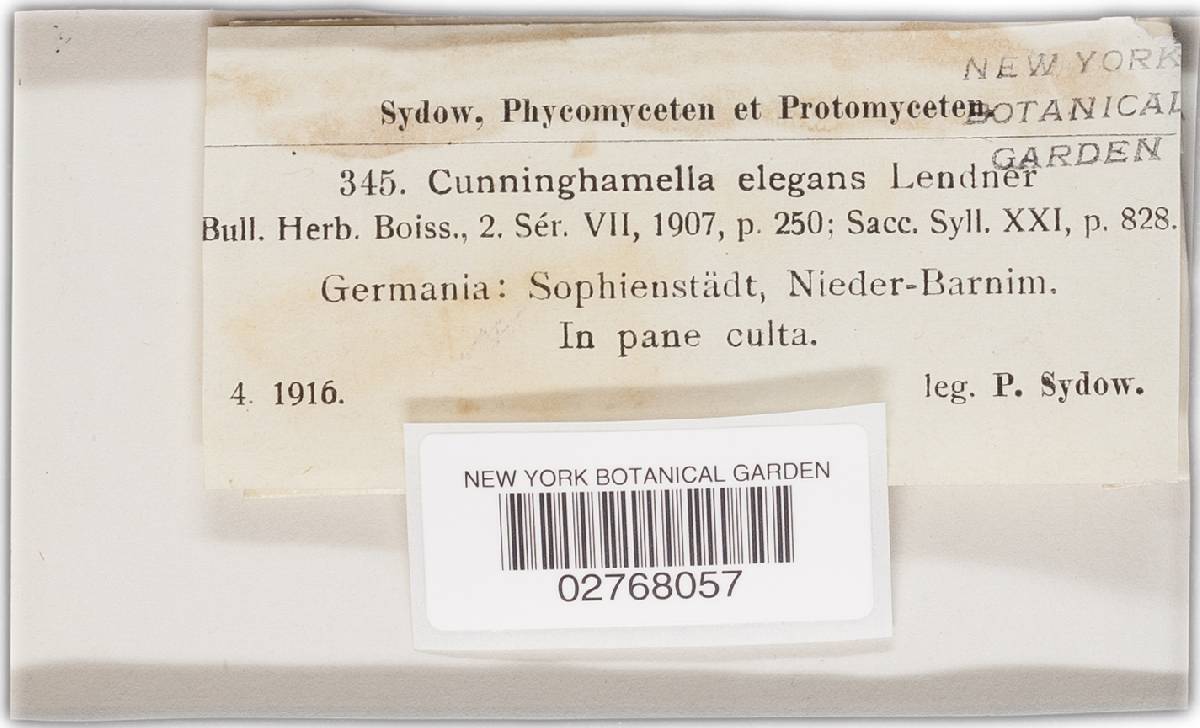 NEW YORK
BOTANICAL
GARDEN
Sydow, Phycomyceten et Protomyceten.
345. Cunninghamella elegans Lendner
Bull. Herb. Boiss., 2. Sér. VII, 1907, p. 250; Sacc. Syll. XXI, p. 828.
Germania: Sophienstädt, Nieder-Barnim.
In pane culta.
4. 1916. leg. P. Sydow.
NEW YORK BOTANICAL GARDEN
02768057